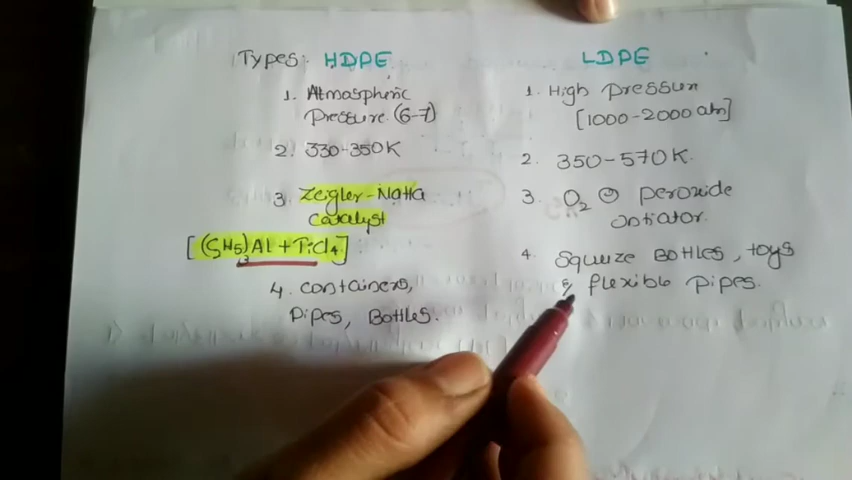 Types: HDPE
1. Atmospheric
Pressure (6-7)
2. 330-350K
3. Zeigler-Natta
Catalyst
[(C2H5)3Al + TiCl4]
4. Containers,
Pipes, Bottles.
LDPE
1. High Pressure
[1000-2000 atm]
2. 350-570 K.
3. O2 peroxide
4. Squeeze Bottles, toys
& flexible Pipes.